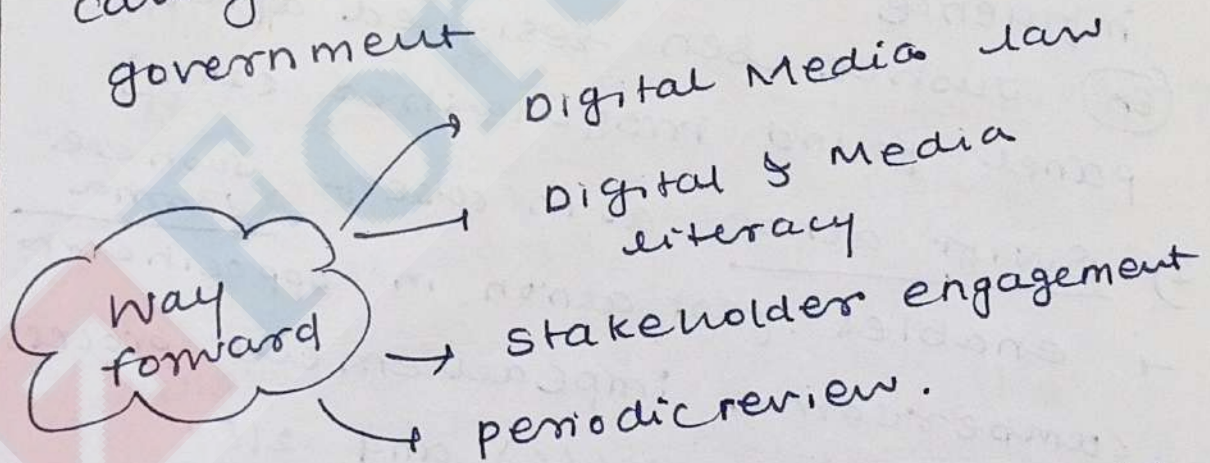 government
Digital Media law
Digital & Media
literacy
way
forward
stakeholder engagement
periodic review.